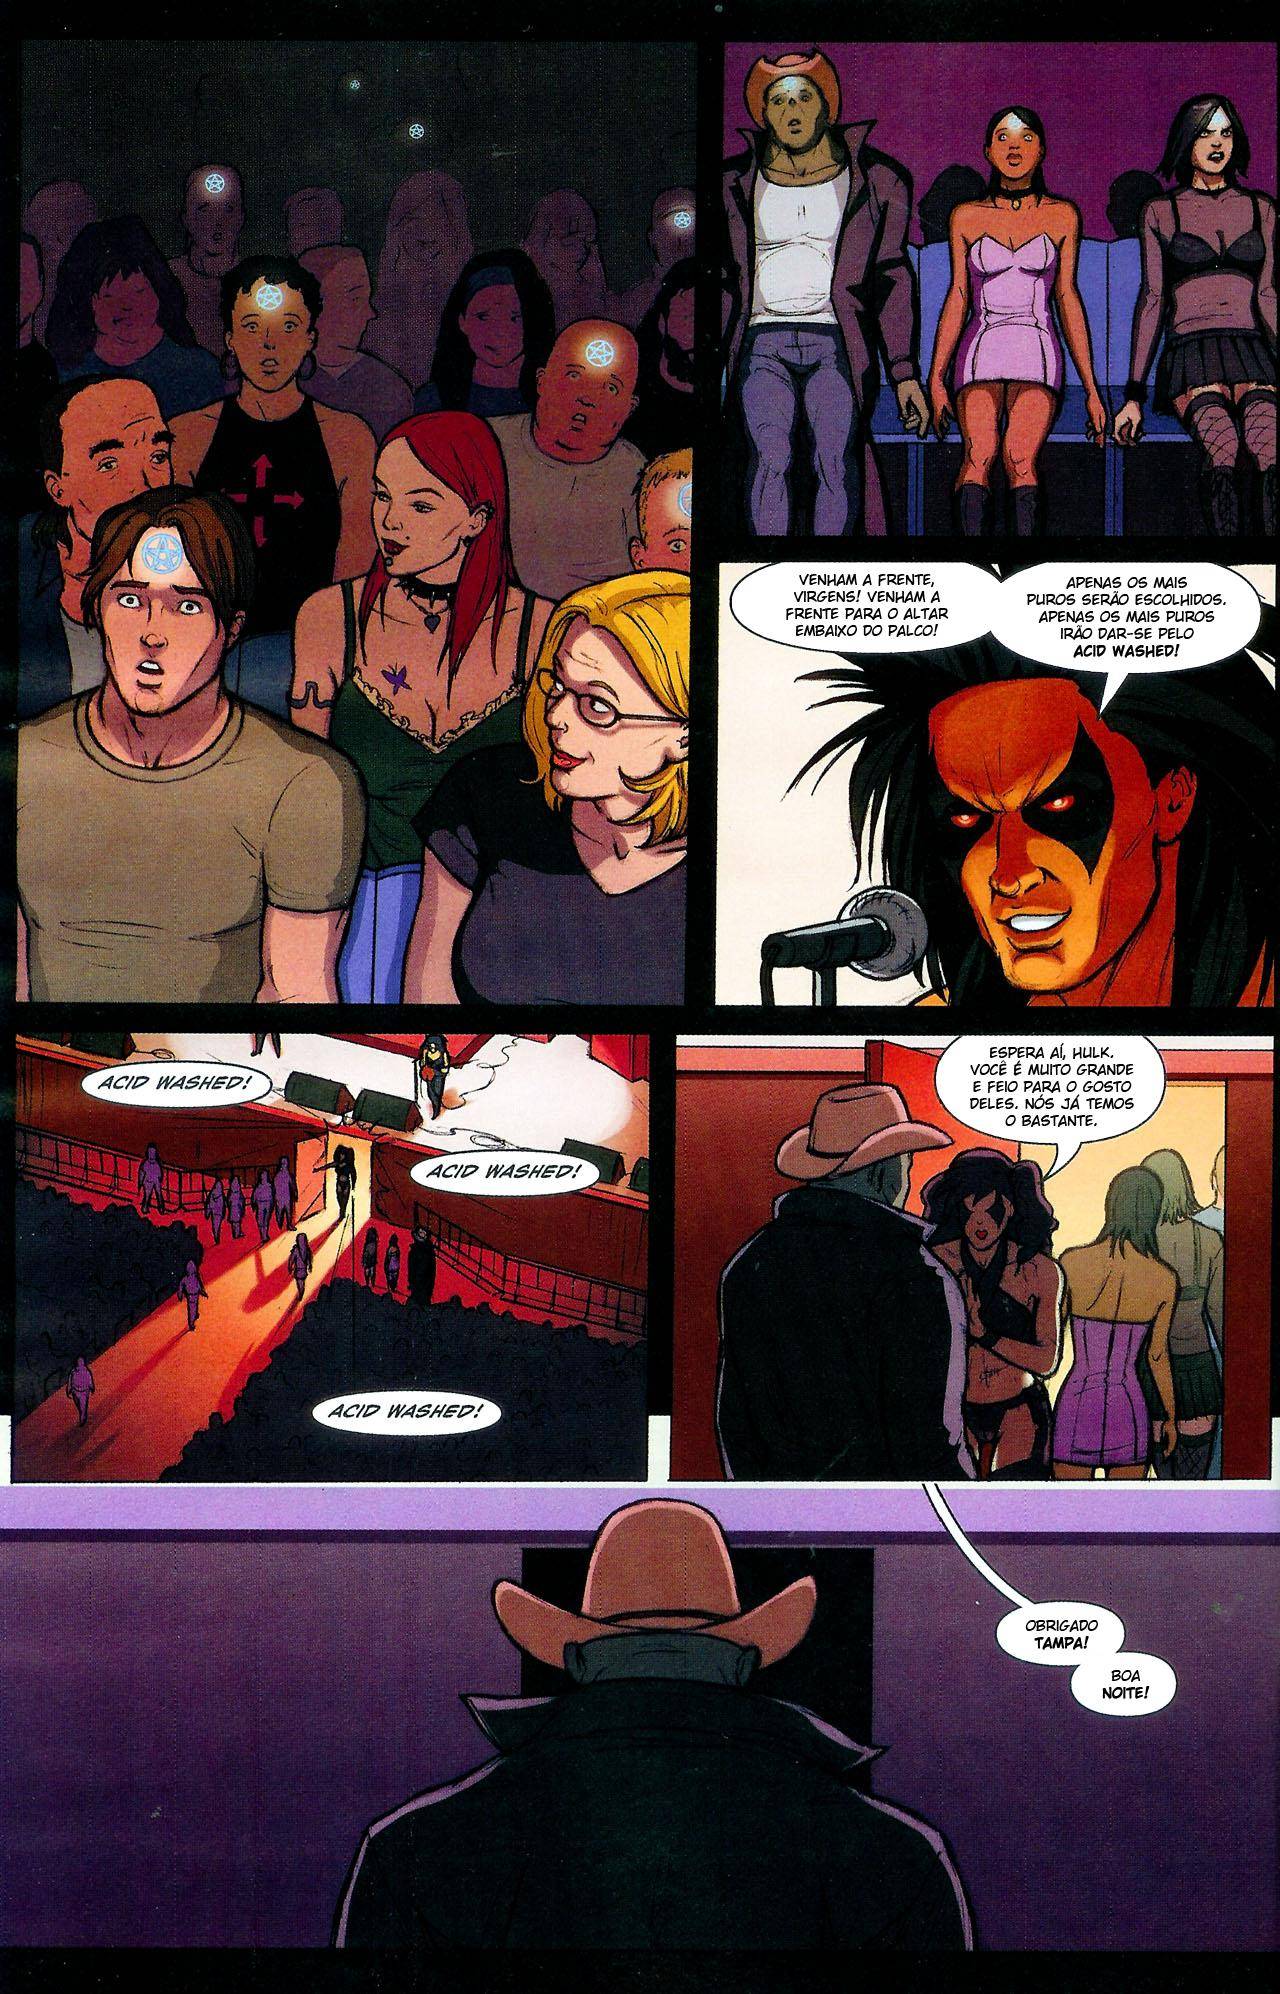 VENHAM A FRENTE,
VIRGENS! VENHAM A
FRENTE PARA O ALTAR
EMBAIXO DO PALCO!
APENAS OS MAIS
PUROS SERÃO ESCOLHIDOS.
APENAS OS MAIS PUROS
IRÃO DAR-SE PELO
ACID WASHED!
ACID WASHED!
ACID WASHED!
ACID WASHED!
ESPERA AÍ, HULK.
VOCÊ É MUITO GRANDE
E FEIO PARA O GOSTO
DELES. NÓS JÁ TEMOS
O BASTANTE.
OBRIGADO
TAMPA!
BOA
NOITE!